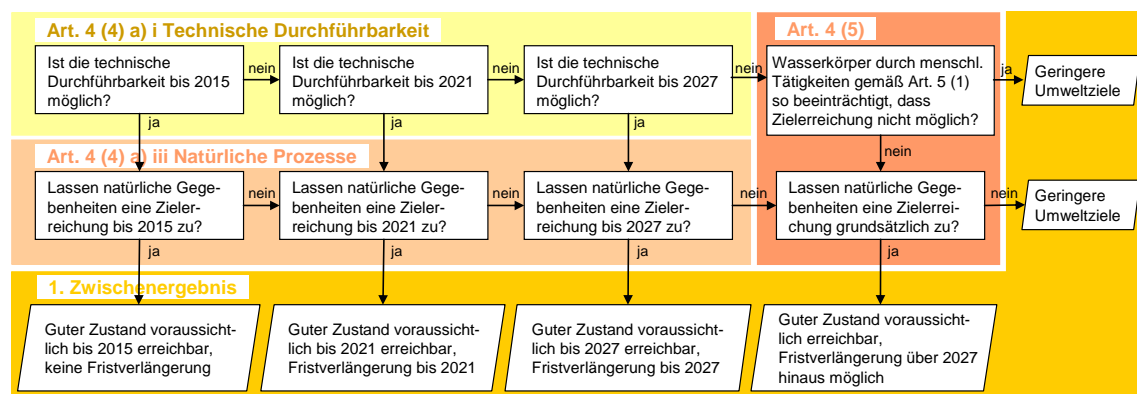 Art. 4 (4) a) i Technische Durchführbarkeit
Art. 4 (5)
Ist die technische
Durchführbarkeit bis 2015
möglich?
nein
Ist die technische
Durchführbarkeit bis 2021
möglich?
nein
Ist die technische
Durchführbarkeit bis 2027
möglich?
nein
Wasserkörper durch menschl.
Tätigkeiten gemäß Art. 5 (1)
so beeinträchtigt, dass
Zielerreichung nicht möglich?
ja
Geringere
Umweltziele
ja
ja
ja
nein
Art. 4 (4) a) iii Natürliche Prozesse
Lassen natürliche Gege-
benheiten eine Zieler-
reichung bis 2015 zu?
nein
Lassen natürliche Gege-
benheiten eine Zieler-
reichung bis 2021 zu?
nein
Lassen natürliche Gege-
benheiten eine Zieler-
reichung bis 2027 zu?
nein
Lassen natürliche Gege-
benheiten eine Zielerrei-
chung grundsätzlich zu?
nein
Geringere
Umweltziele
ja
ja
ja
ja
1. Zwischenergebnis
Guter Zustand voraussicht-
lich bis 2015 erreichbar,
keine Fristverlängerung
Guter Zustand voraussicht-
lich bis 2021 erreichbar,
Fristverlängerung bis 2021
Guter Zustand voraussicht-
lich bis 2027 erreichbar,
Fristverlängerung bis 2027
Guter Zustand voraussicht-
lich erreichbar,
Fristverlängerung über 2027
hinaus möglich